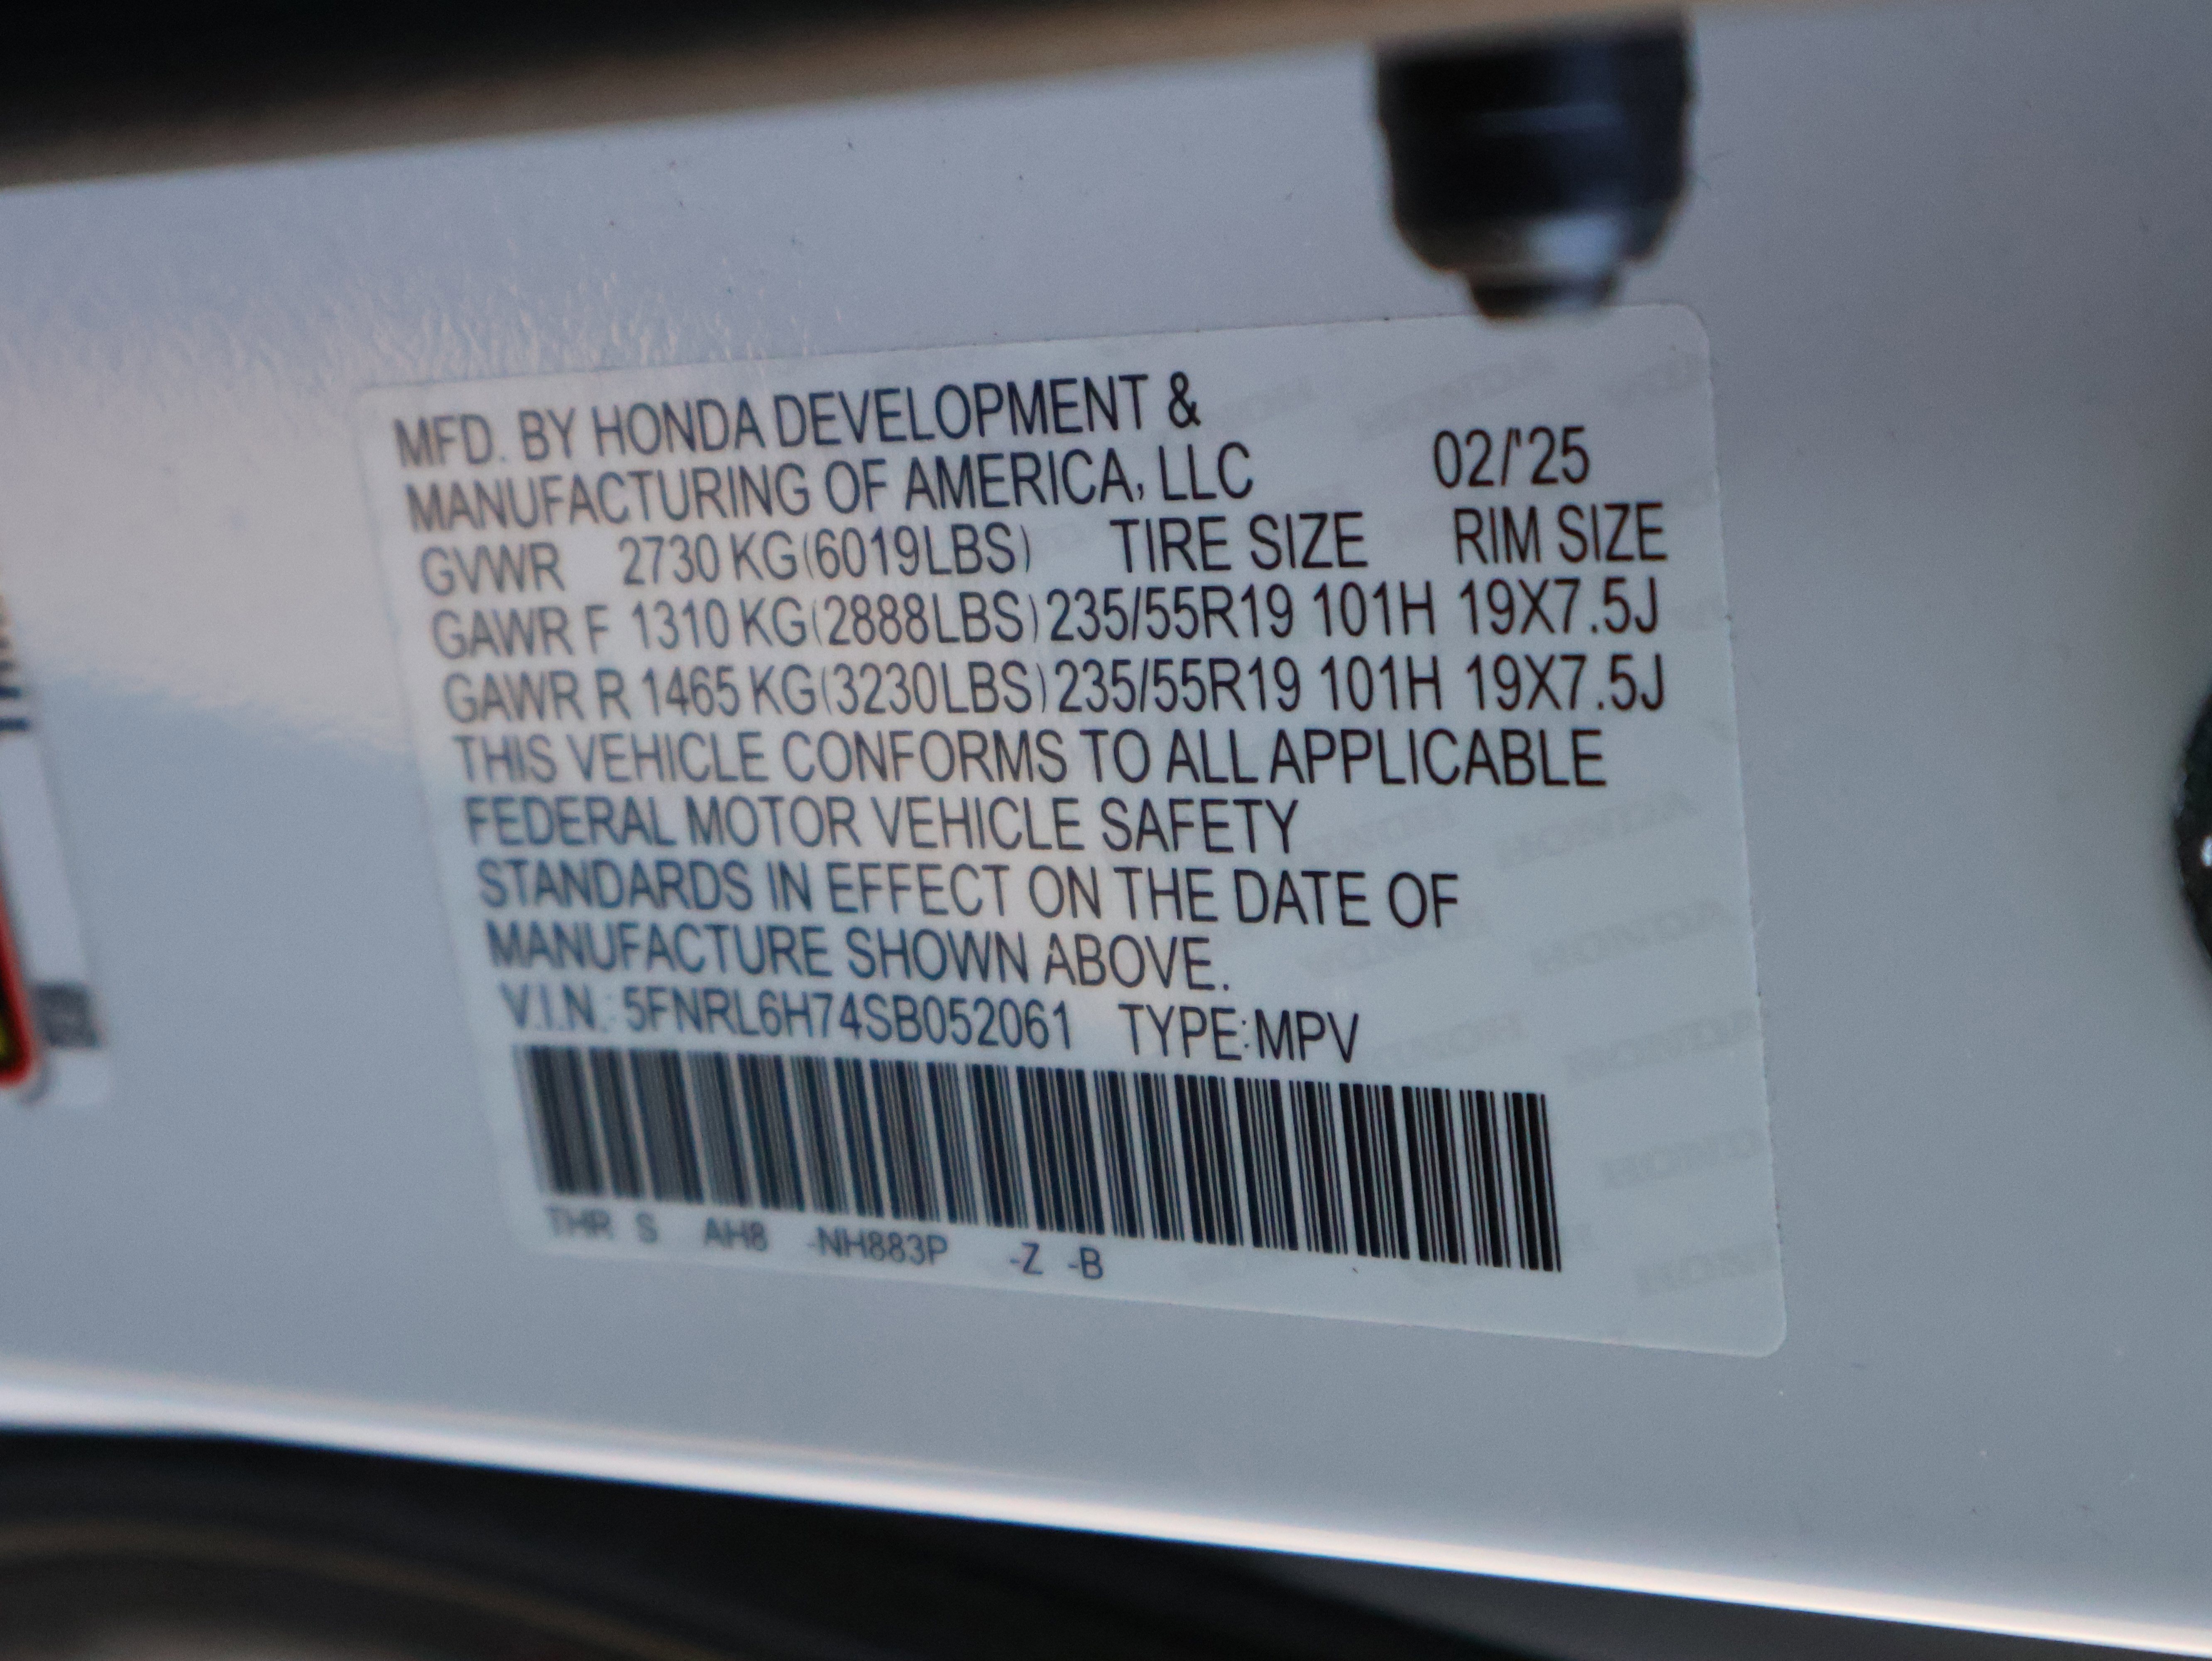 MFD. BY HONDA DEVELOPMENT &
MANUFACTURING OF AMERICA, LLC 02/'25
GVWR 2730 KG(6019LBS) TIRE SIZE RIM SIZE
GAWR F 1310 KG(2888LBS) 235/55R19 101H 19X7.5J
GAWR R 1465 KG(3230LBS) 235/55R19 101H 19X7.5J
THIS VEHICLE CONFORMS TO ALL APPLICABLE
FEDERAL MOTOR VEHICLE SAFETY
STANDARDS IN EFFECT ON THE DATE OF
MANUFACTURE SHOWN ABOVE.
V.I.N.: 5FNRL6H74SB052061 TYPE:MPV
THR S AH8 -NH883P -Z -B